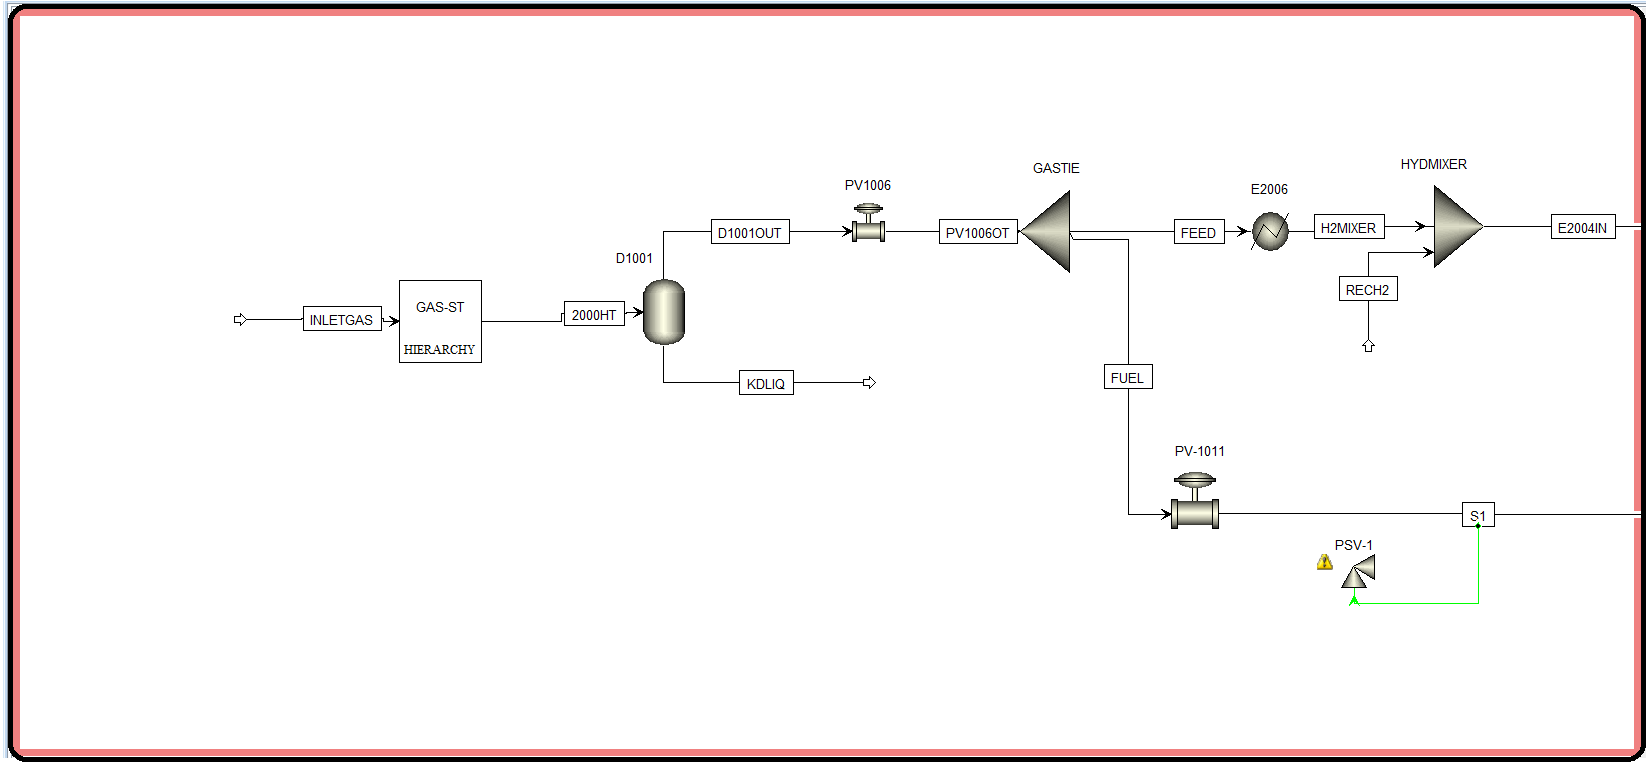 HYDMIXER
GASTIE
PV1006
E2006
D1001OUT
PV1006OT
FEED
H2MIXER
E2004IN
D1001
RECH2
GAS-ST
HIERARCHY
INLETGAS
2000HT
KDLIQ
FUEL
PV-1011
S1
PSV-1